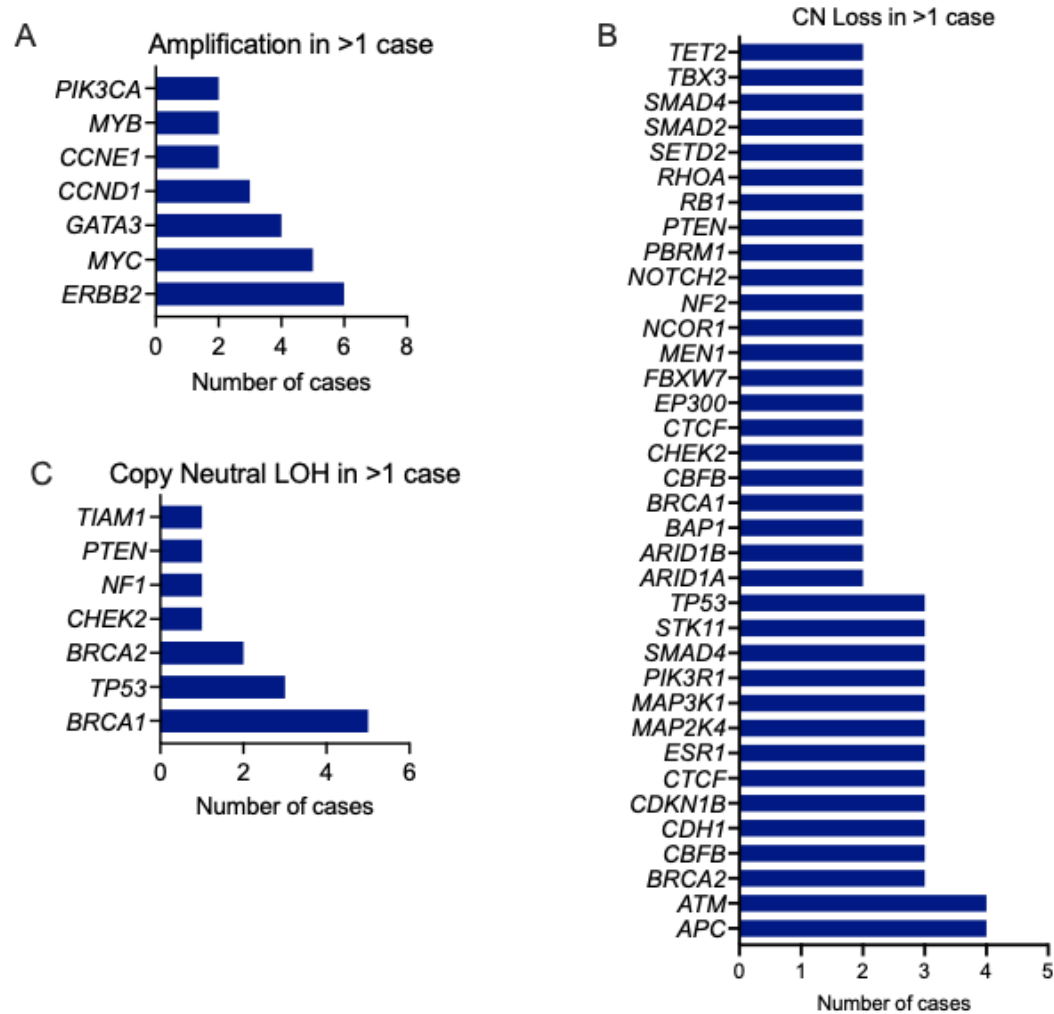 A
Amplification in >1 case
PIK3CA
MYB
CCNE1
CCND1
GATA3
MYC
ERBB2
0 2 4 6 8
Number of cases
B
CN Loss in >1 case
TET2
TBX3
SMAD4
SMAD2
SETD2
RHOA
RB1
PTEN
PBRM1
NOTCH2
NF2
NCOR1
MEN1
FBXW7
EP300
CTCF
CHEK2
CBFB
BRCA1
BAP1
ARID1B
ARID1A
TP53
STK11
SMAD4
PIK3R1
MAP3K1
MAP2K4
ESR1
CTCF
CDKN1B
CDH1
CBFB
BRCA2
ATM
APC
0 1 2 3 4 5
Number of cases
C
Copy Neutral LOH in >1 case
TIAM1
PTEN
NF1
CHEK2
BRCA2
TP53
BRCA1
0 2 4 6
Number of cases